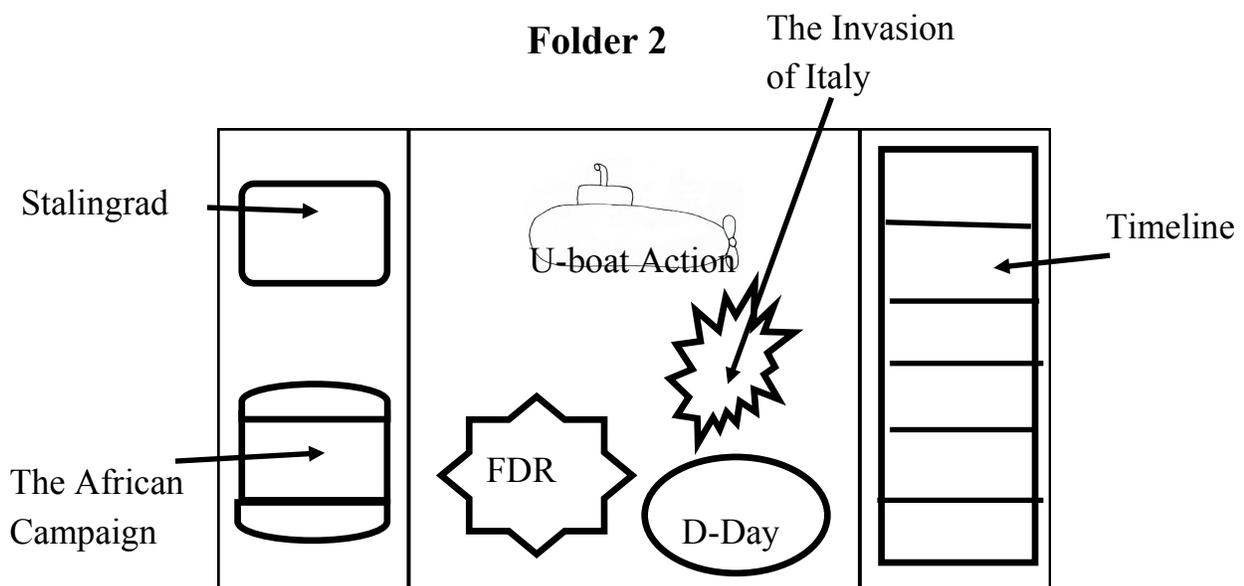 Folder 2
The Invasion
of Italy
Stalingrad
Timeline
U-boat Action
FDR
The African
Campaign
D-Day